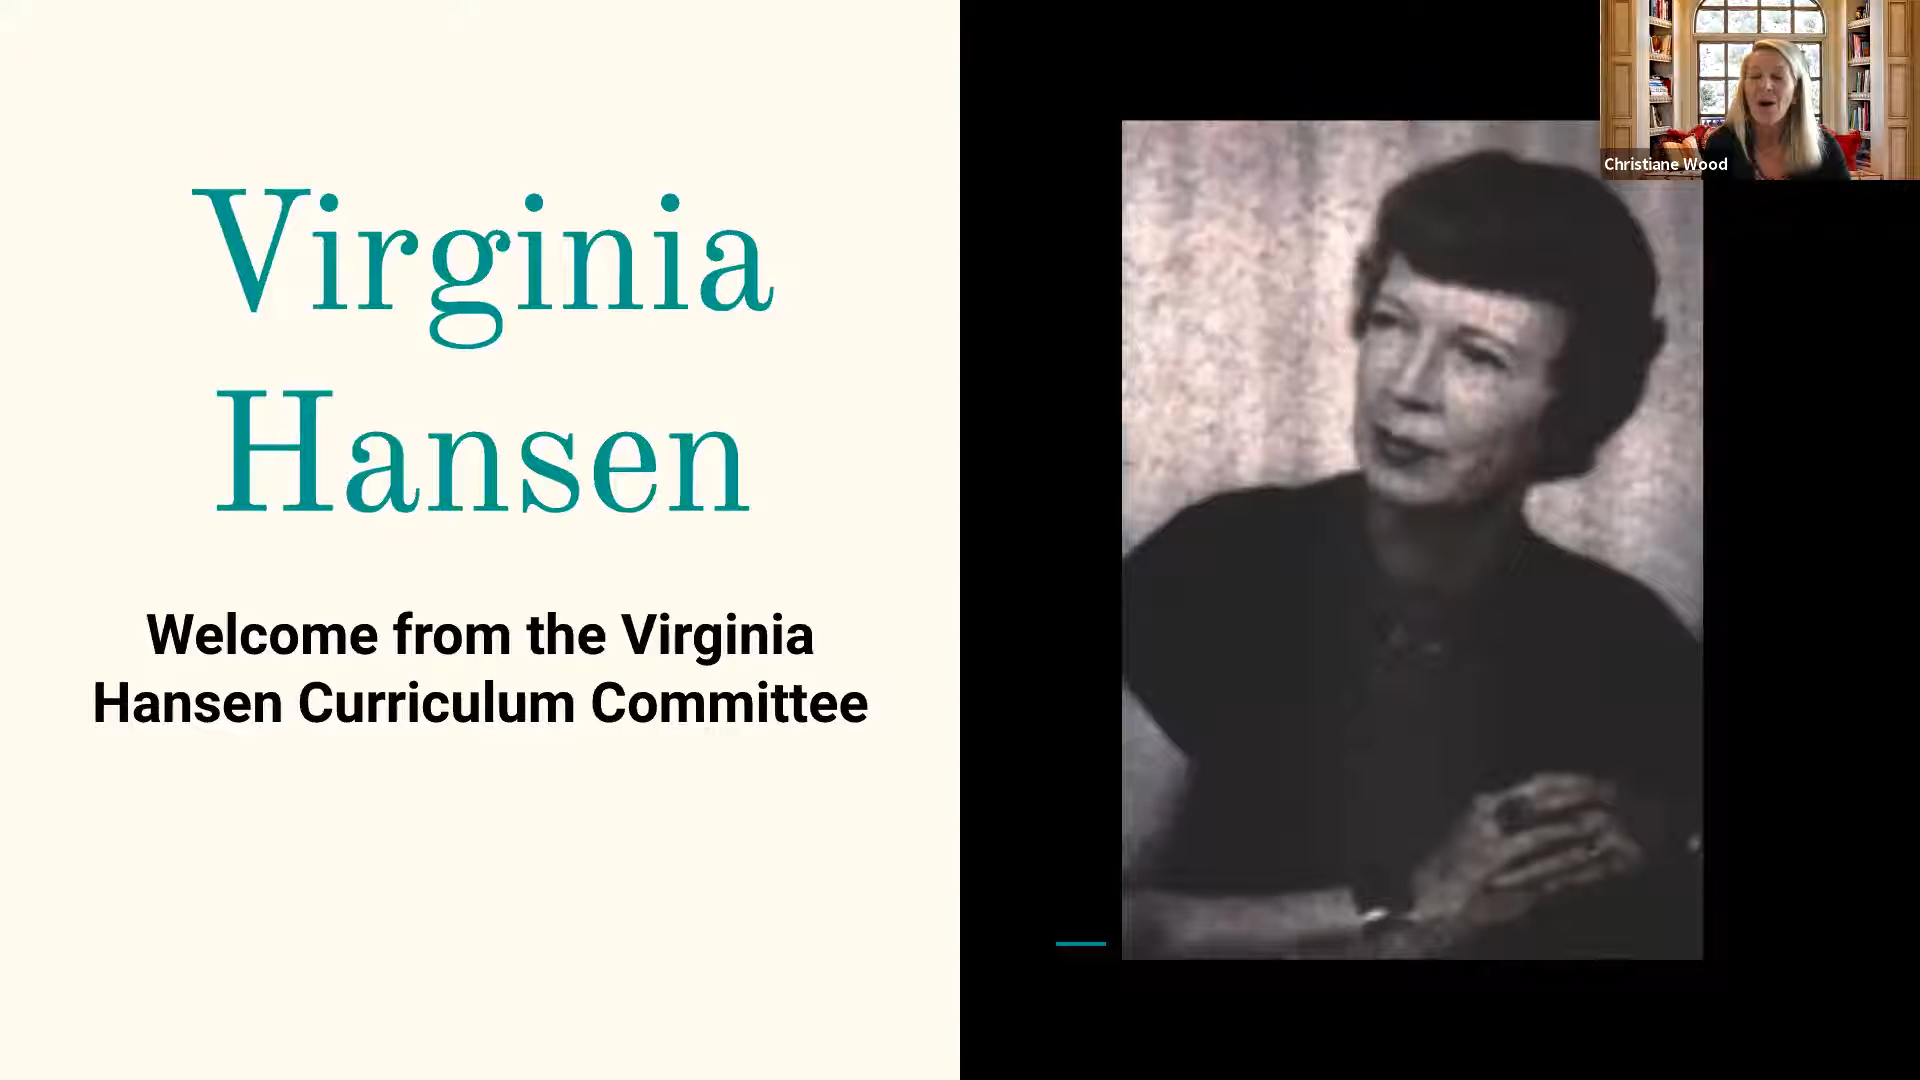 Virginia
Hansen
Welcome from the Virginia
Hansen Curriculum Committee
Christiane Wood